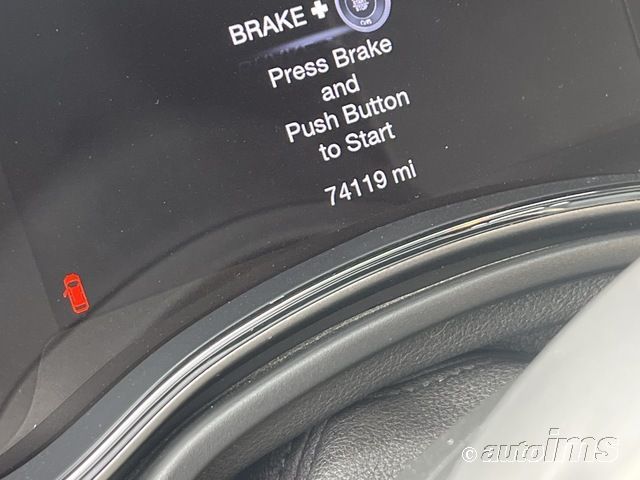 BRAKE +
Press Brake
and
Push Button
to Start
74119 mi
© autoims